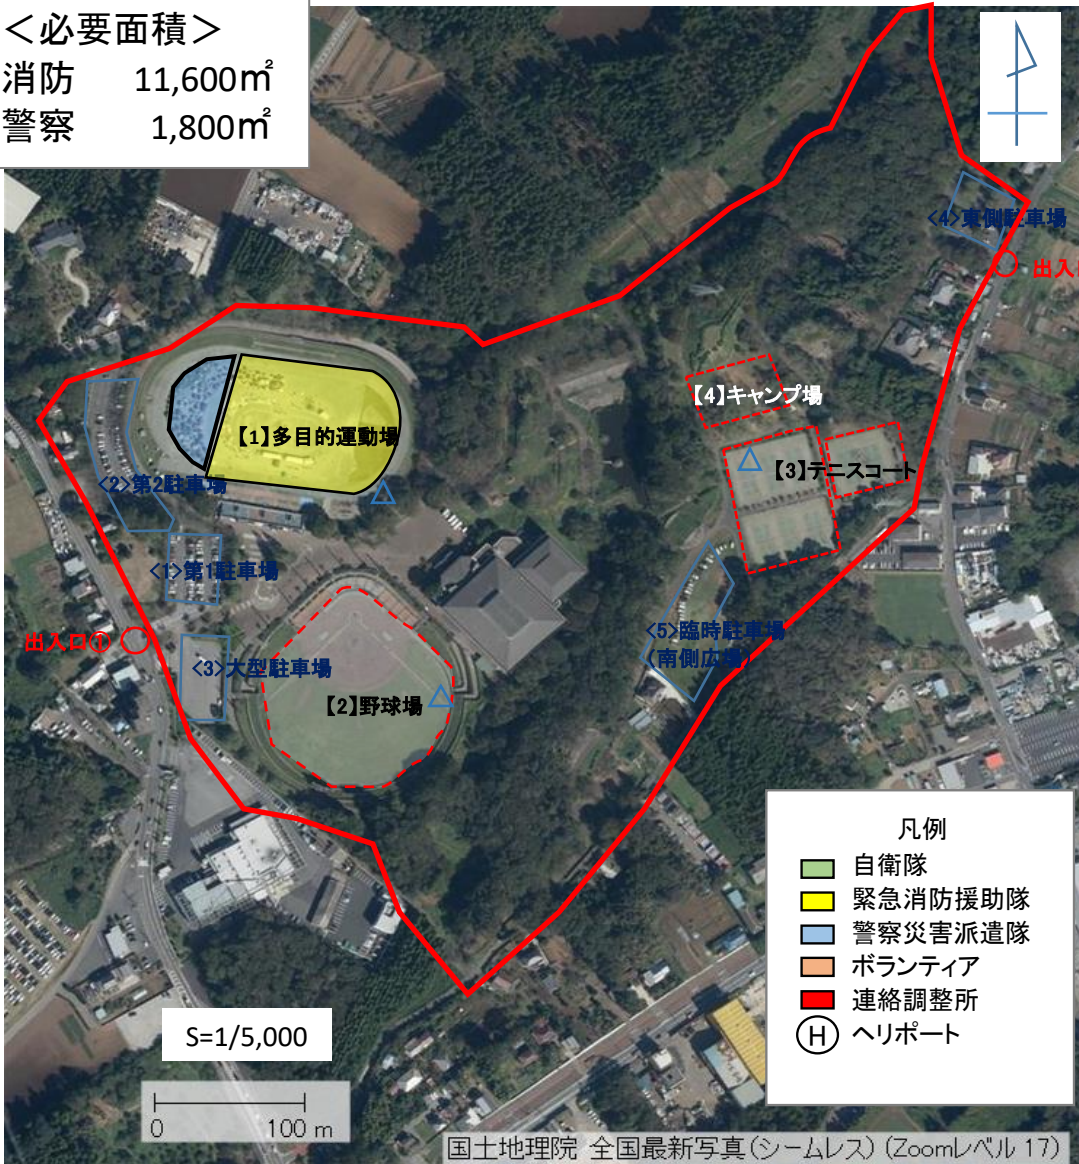 ＜必要面積＞
消防 11,600㎡
警察 1,800㎡
<4>東側駐車場
出入口
【4】キャンプ場
【1】多目的運動場
【3】テニスコート
<2>第2駐車場
<1>第1駐車場
出入口①
<5>臨時駐車場
(南側広場)
<3>大型駐車場
【2】野球場
凡例
自衛隊
緊急消防援助隊
警察災害派遣隊
ボランティア
連絡調整所
H ヘリポート
S=1/5,000
0 100 m
国土地理院 全国最新写真(シームレス) (Zoomレベル 17)